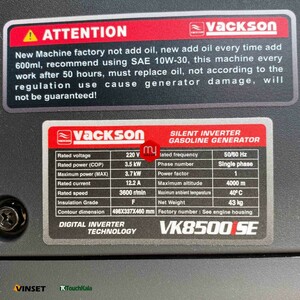 ATTENTION
VACKSON
New Machine factory not add oil, new add oil every time add
600ml, recommend using SAE 10W-30, this machine every
work after 50 hours, must replace oil, not according to the
regulation use cause generator damage, will
not be guaranteed!
VACKSON
SILENT INVERTER
GASOLINE GENERATOR
Rated voltage 220 V Rated frequency 50/60 Hz
Rated power (COP) 3.5 kW Phase number Single phase
Maximum power (MAX) 3.7 kW Power factor 1
Rated current 13.2 A Maximum altitude 4000 m
Rated speed 3600 r/min Maximum ambient temperature 40°C
Insulation Grade F Net Weight 43 kg
Contour dimension 496X337X460 mm Factory number : See engine housing
DIGITAL INVERTER
TECHNOLOGY
VK8500iSE
VINSET